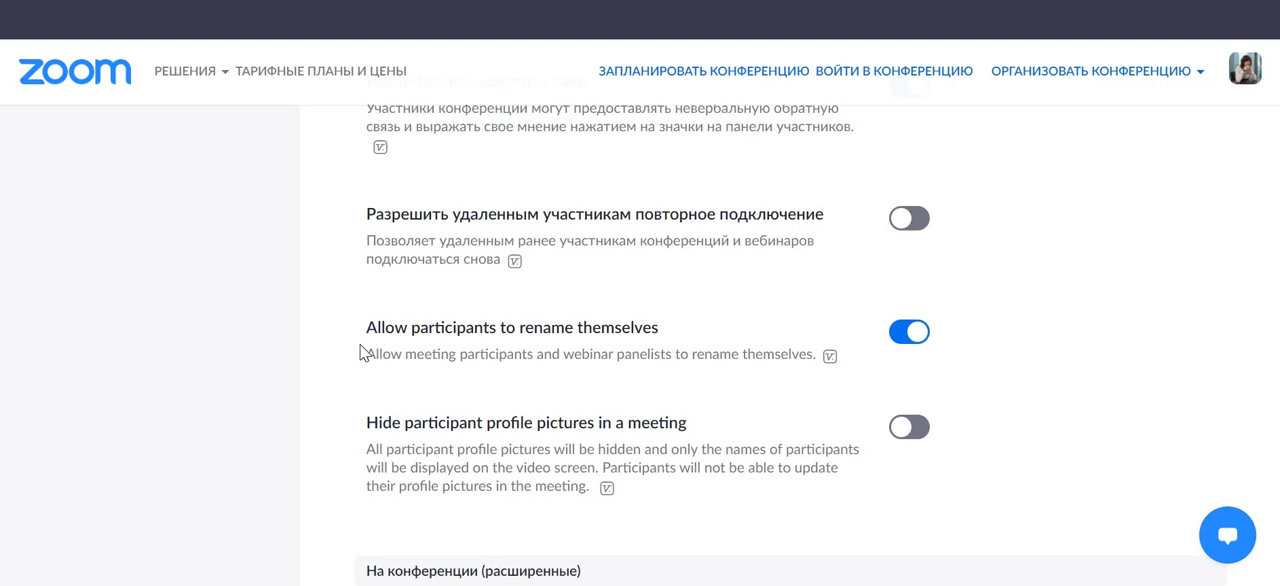 zoom
РЕШЕНИЯ ТАРИФНЫЕ ПЛАНЫ И ЦЕНЫ ЗАПЛАНИРОВАТЬ КОНФЕРЕНЦИЮ ВОЙТИ В КОНФЕРЕНЦИЮ ОРГАНИЗОВАТЬ КОНФЕРЕНЦИЮ
Участники конференции могут предоставлять невербальную обратную
связь и выражать свое мнение нажатием на значки на панели участников.
Разрешить удаленным участникам повторное подключение
Позволяет удаленным ранее участникам конференций и вебинаров
подключаться снова
Allow participants to rename themselves
Allow meeting participants and webinar panelists to rename themselves.
Hide participant profile pictures in a meeting
All participant profile pictures will be hidden and only the names of participants
will be displayed on the video screen. Participants will not be able to update
their profile pictures in the meeting.
На конференции (расширенные)